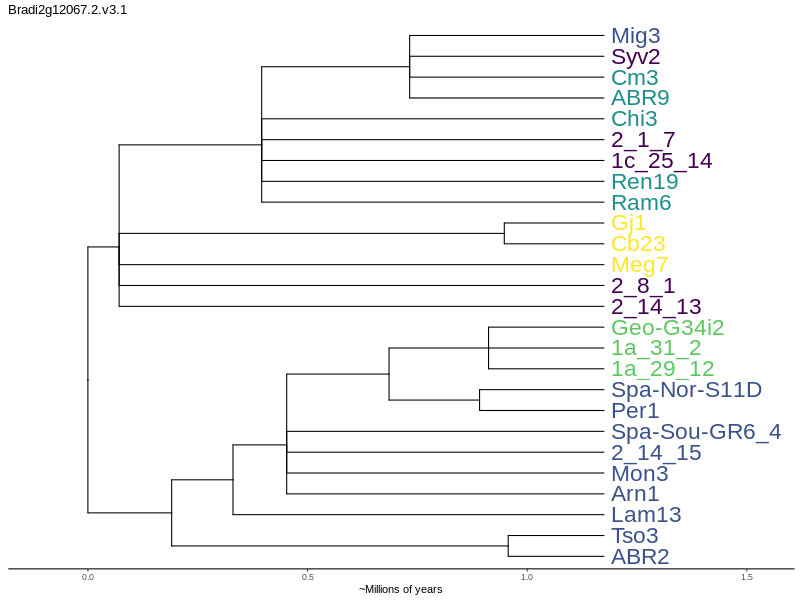 Bradi2g12067.2.v3.1
Mig3
Syv2
Cm3
ABR9
Chi3
2_1_7
1c_25_14
Ren19
Ram6
Gj1
Cb23
Meg7
2_8_1
2_14_13
Geo-G34i2
1a_31_2
1a_29_12
Spa-Nor-S11D
Per1
Spa-Sou-GR6_4
2_14_15
Mon3
Arn1
Lam13
Tso3
ABR2
0.0 0.5 1.0 1.5
~Millions of years